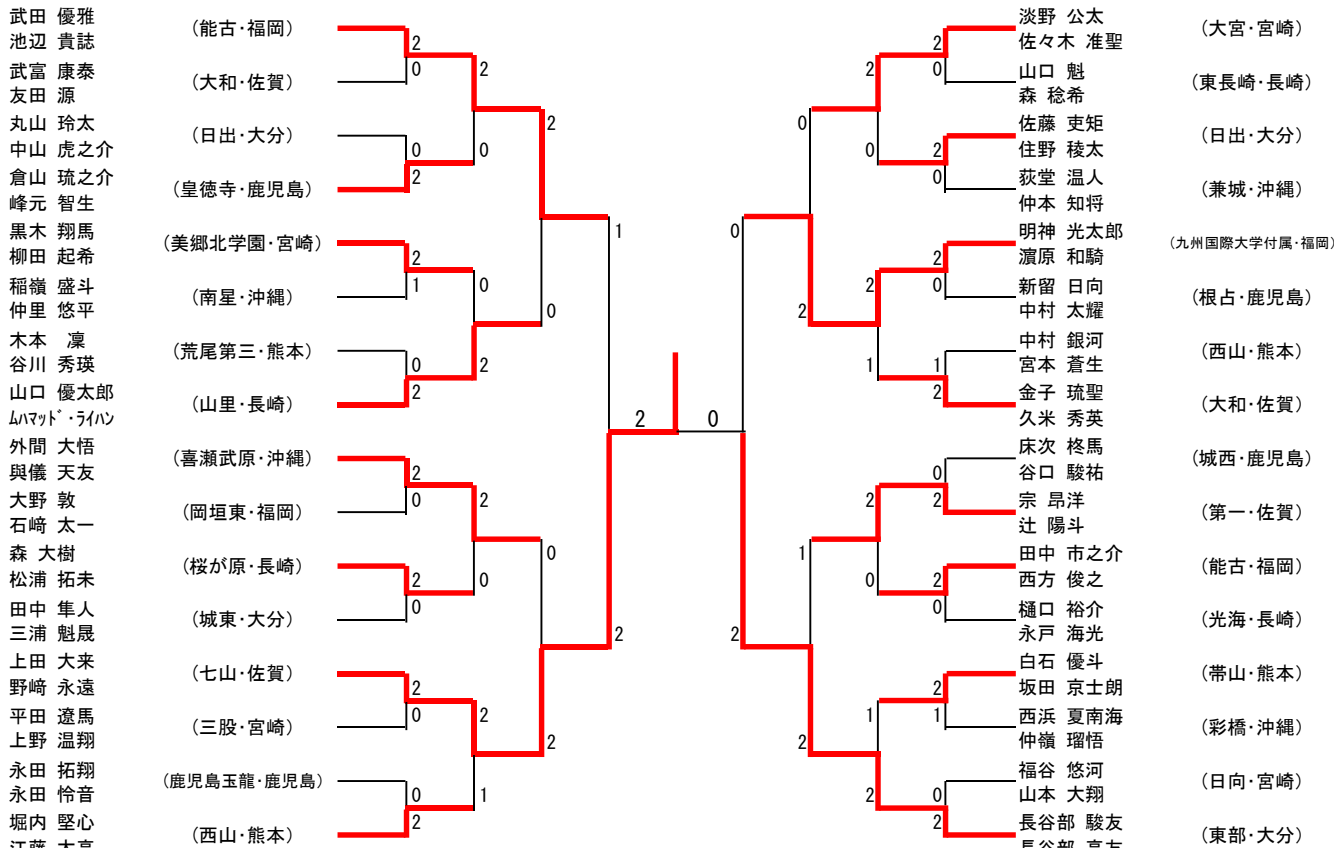 武田 優雅
(能古・福岡)
池辺 貴誌
武富 康泰
(大和・佐賀)
友田 源
丸山 玲太
(日出・大分)
中山 虎之介
倉山 琉之介
(皇徳寺・鹿児島)
峰元 智生
黒木 翔馬
(美郷北学園・宮崎)
柳田 起希
稲嶺 盛斗
(南星・沖縄)
仲里 悠平
木本 凜
(荒尾第三・熊本)
谷川 秀瑛
山口 優太郎
(山里・長崎)
ムハマッド・ライハン
外間 大悟
(喜瀬武原・沖縄)
與儀 天友
大野 敦
(岡垣東・福岡)
石﨑 太一
森 大樹
(桜が原・長崎)
松浦 拓未
田中 隼人
(城東・大分)
三浦 魁晟
上田 大来
(七山・佐賀)
野﨑 永遠
平田 遼馬
(三股・宮崎)
上野 温翔
永田 拓翔
(鹿児島玉龍・鹿児島)
永田 怜音
堀内 堅心
(西山・熊本)
2
0
0
2
2
1
0
2
2
0
2
0
2
0
0
2
2
0
0
2
2
0
2
1
2
0
0
2
1
2
2
0
0
2
0
2
1
2
2
0
2
1
2
0
1
2
2
0
2
0
2
0
2
0
1
2
0
2
2
0
2
1
0
2
淡野 公太
(大宮・宮崎)
佐々木 准聖
山口 魁
(東長崎・長崎)
森 稔希
佐藤 吏矩
(日出・大分)
住野 稜太
荻堂 温人
(兼城・沖縄)
仲本 知将
明神 光太郎
(九州国際大学付属・福岡)
濵原 和騎
新留 日向
(根占・鹿児島)
中村 太耀
中村 銀河
(西山・熊本)
宮本 蒼生
金子 琉聖
(大和・佐賀)
久米 秀英
床次 柊馬
(城西・鹿児島)
谷口 駿祐
宗 昂洋
(第一・佐賀)
辻 陽斗
田中 市之介
(能古・福岡)
西方 俊之
樋口 裕介
(光海・長崎)
永戸 海光
白石 優斗
(帯山・熊本)
坂田 京士朗
西浜 夏南海
(彩橋・沖縄)
仲嶺 瑠悟
福谷 悠河
(日向・宮崎)
山本 大翔
長谷部 駿友
(東部・大分)